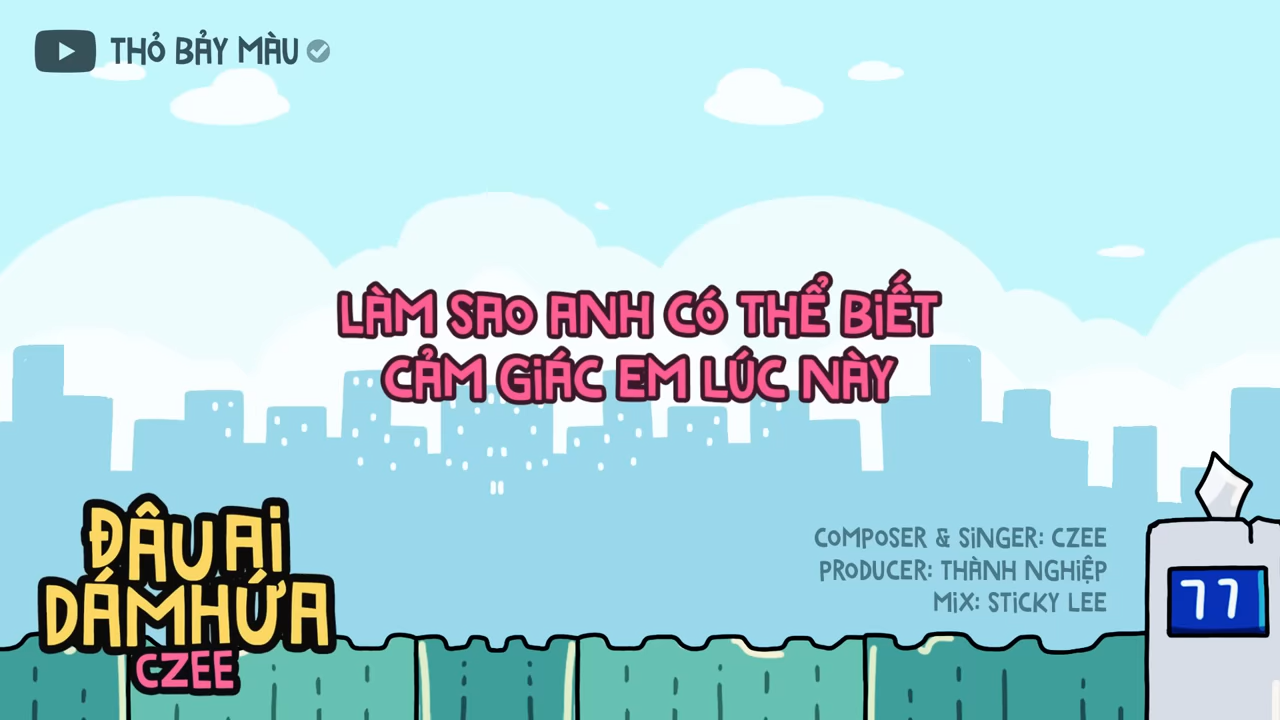 THỎ BẢY MÀU
LÀM SAO ANH CÓ THỂ BiẾT
CẢM GiÁC EM LÚC NÀY
ĐÂU Ai
DÁM HỨA
CZEE
COMPOSER & SiNGER: CZEE
PRODUCER: THÀNH NGHiỆP
MiX: STiCKY LEE
77